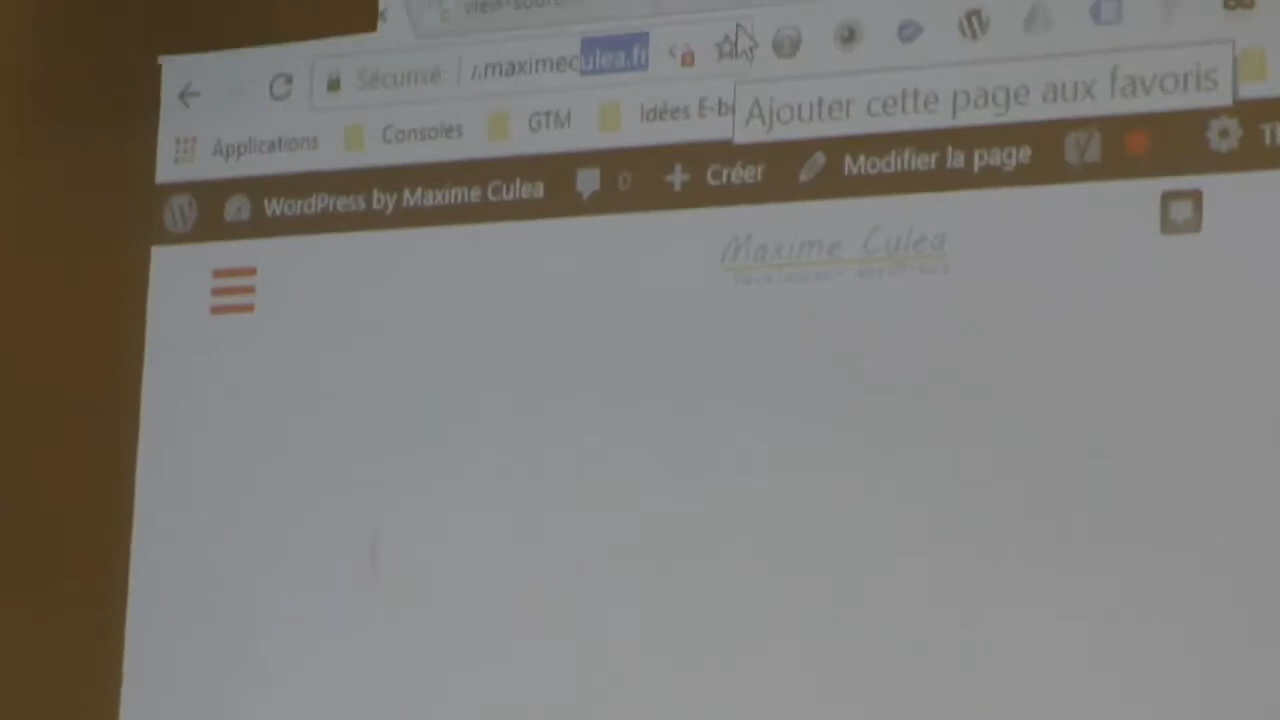 Sécurisé maximeculea.fr
Ajouter cette page aux favoris
Applications Consoles GTM Idées E-b
WordPress by Maxime Culea 0 Créer Modifier la page
Maxime Culea